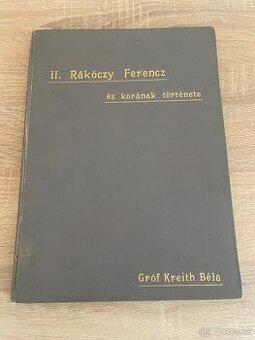 II. Rákóczy Ferencz
és korának története
Gróf Kreith Béla